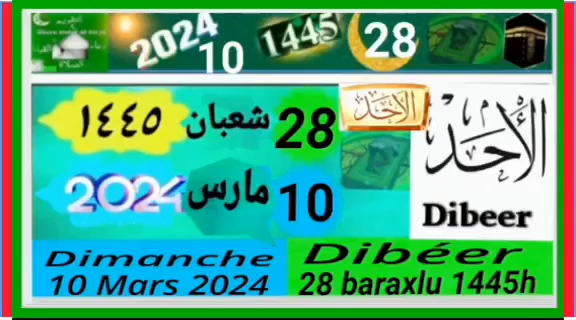 2024 1445 28
10
28 شعبان ١٤٤٥
الأحد
الأحد
10 مارس 2024
Dibeer
Dimanche
10 Mars 2024
Dibéer
28 baraxlu 1445h